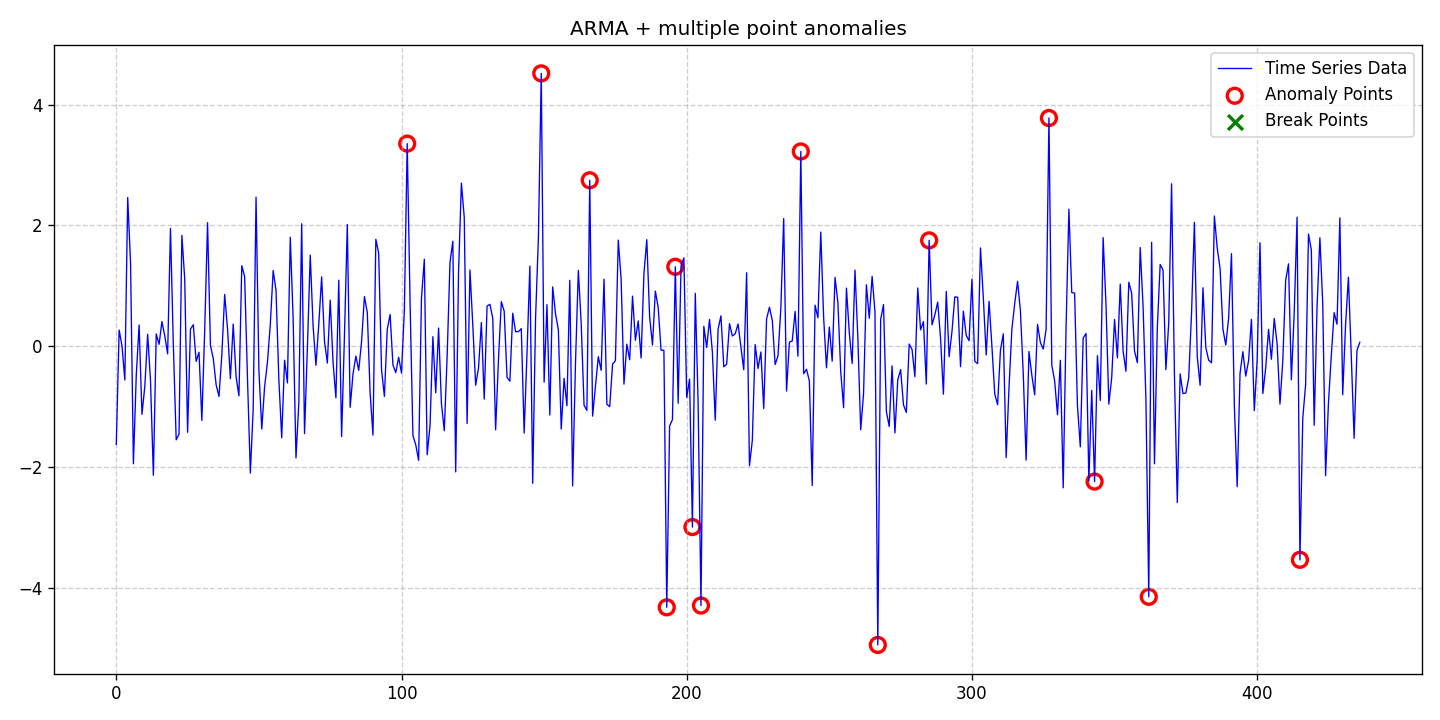 ARMA + multiple point anomalies
Time Series Data
Anomaly Points
Break Points
4
2
0
−2
−4
0 100 200 300 400